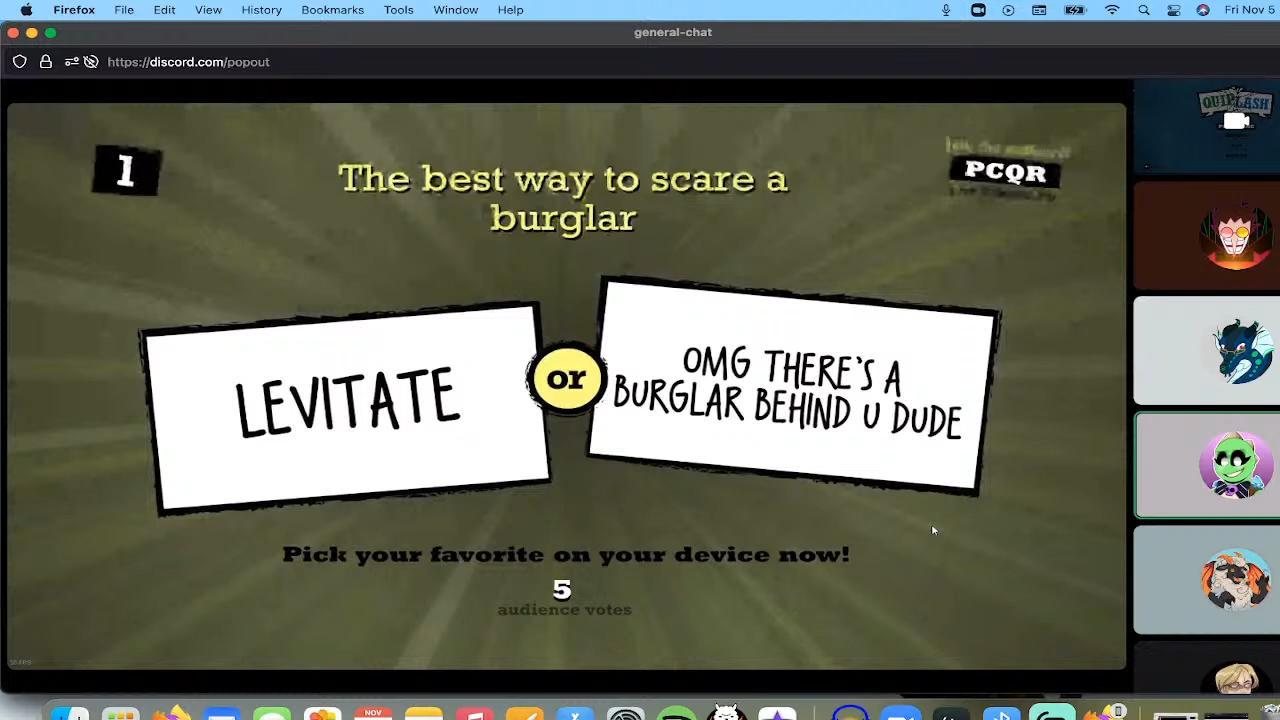 Firefox File Edit View History Bookmarks Tools Window Help Fri Nov 5
general-chat
https://discord.com/popout
QUIPLASH
1
The best way to scare a
burglar
PCQR
LEVITATE
or
OMG THERE'S A
BURGLAR BEHIND U DUDE
Pick your favorite on your device now!
5
audience votes
NOV